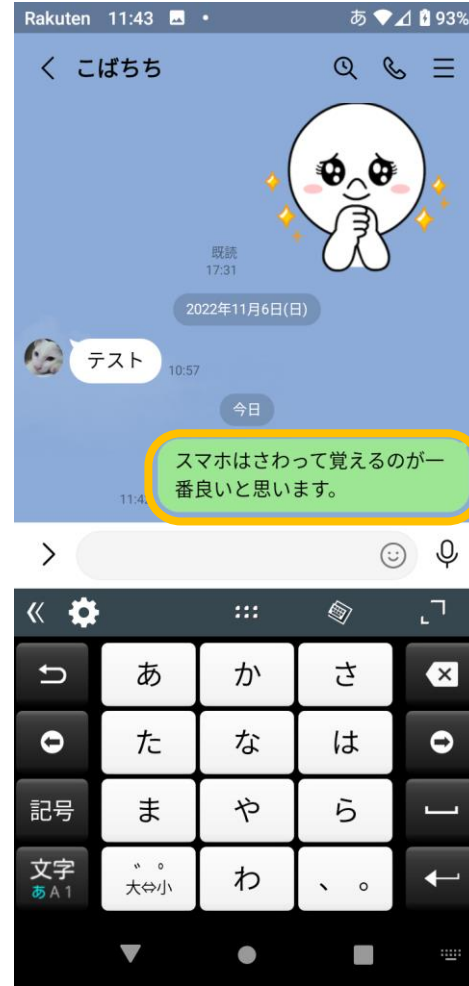 Rakuten 11:43 あ 93%
こばちち
既読
17:31
2022年11月6日(日)
テスト
10:57
今日
スマホはさわって覚えるのが一
番良いと思います。
あ か さ
た な は
記号 ま や ら
文字 大⇔小 わ 、。
あA1